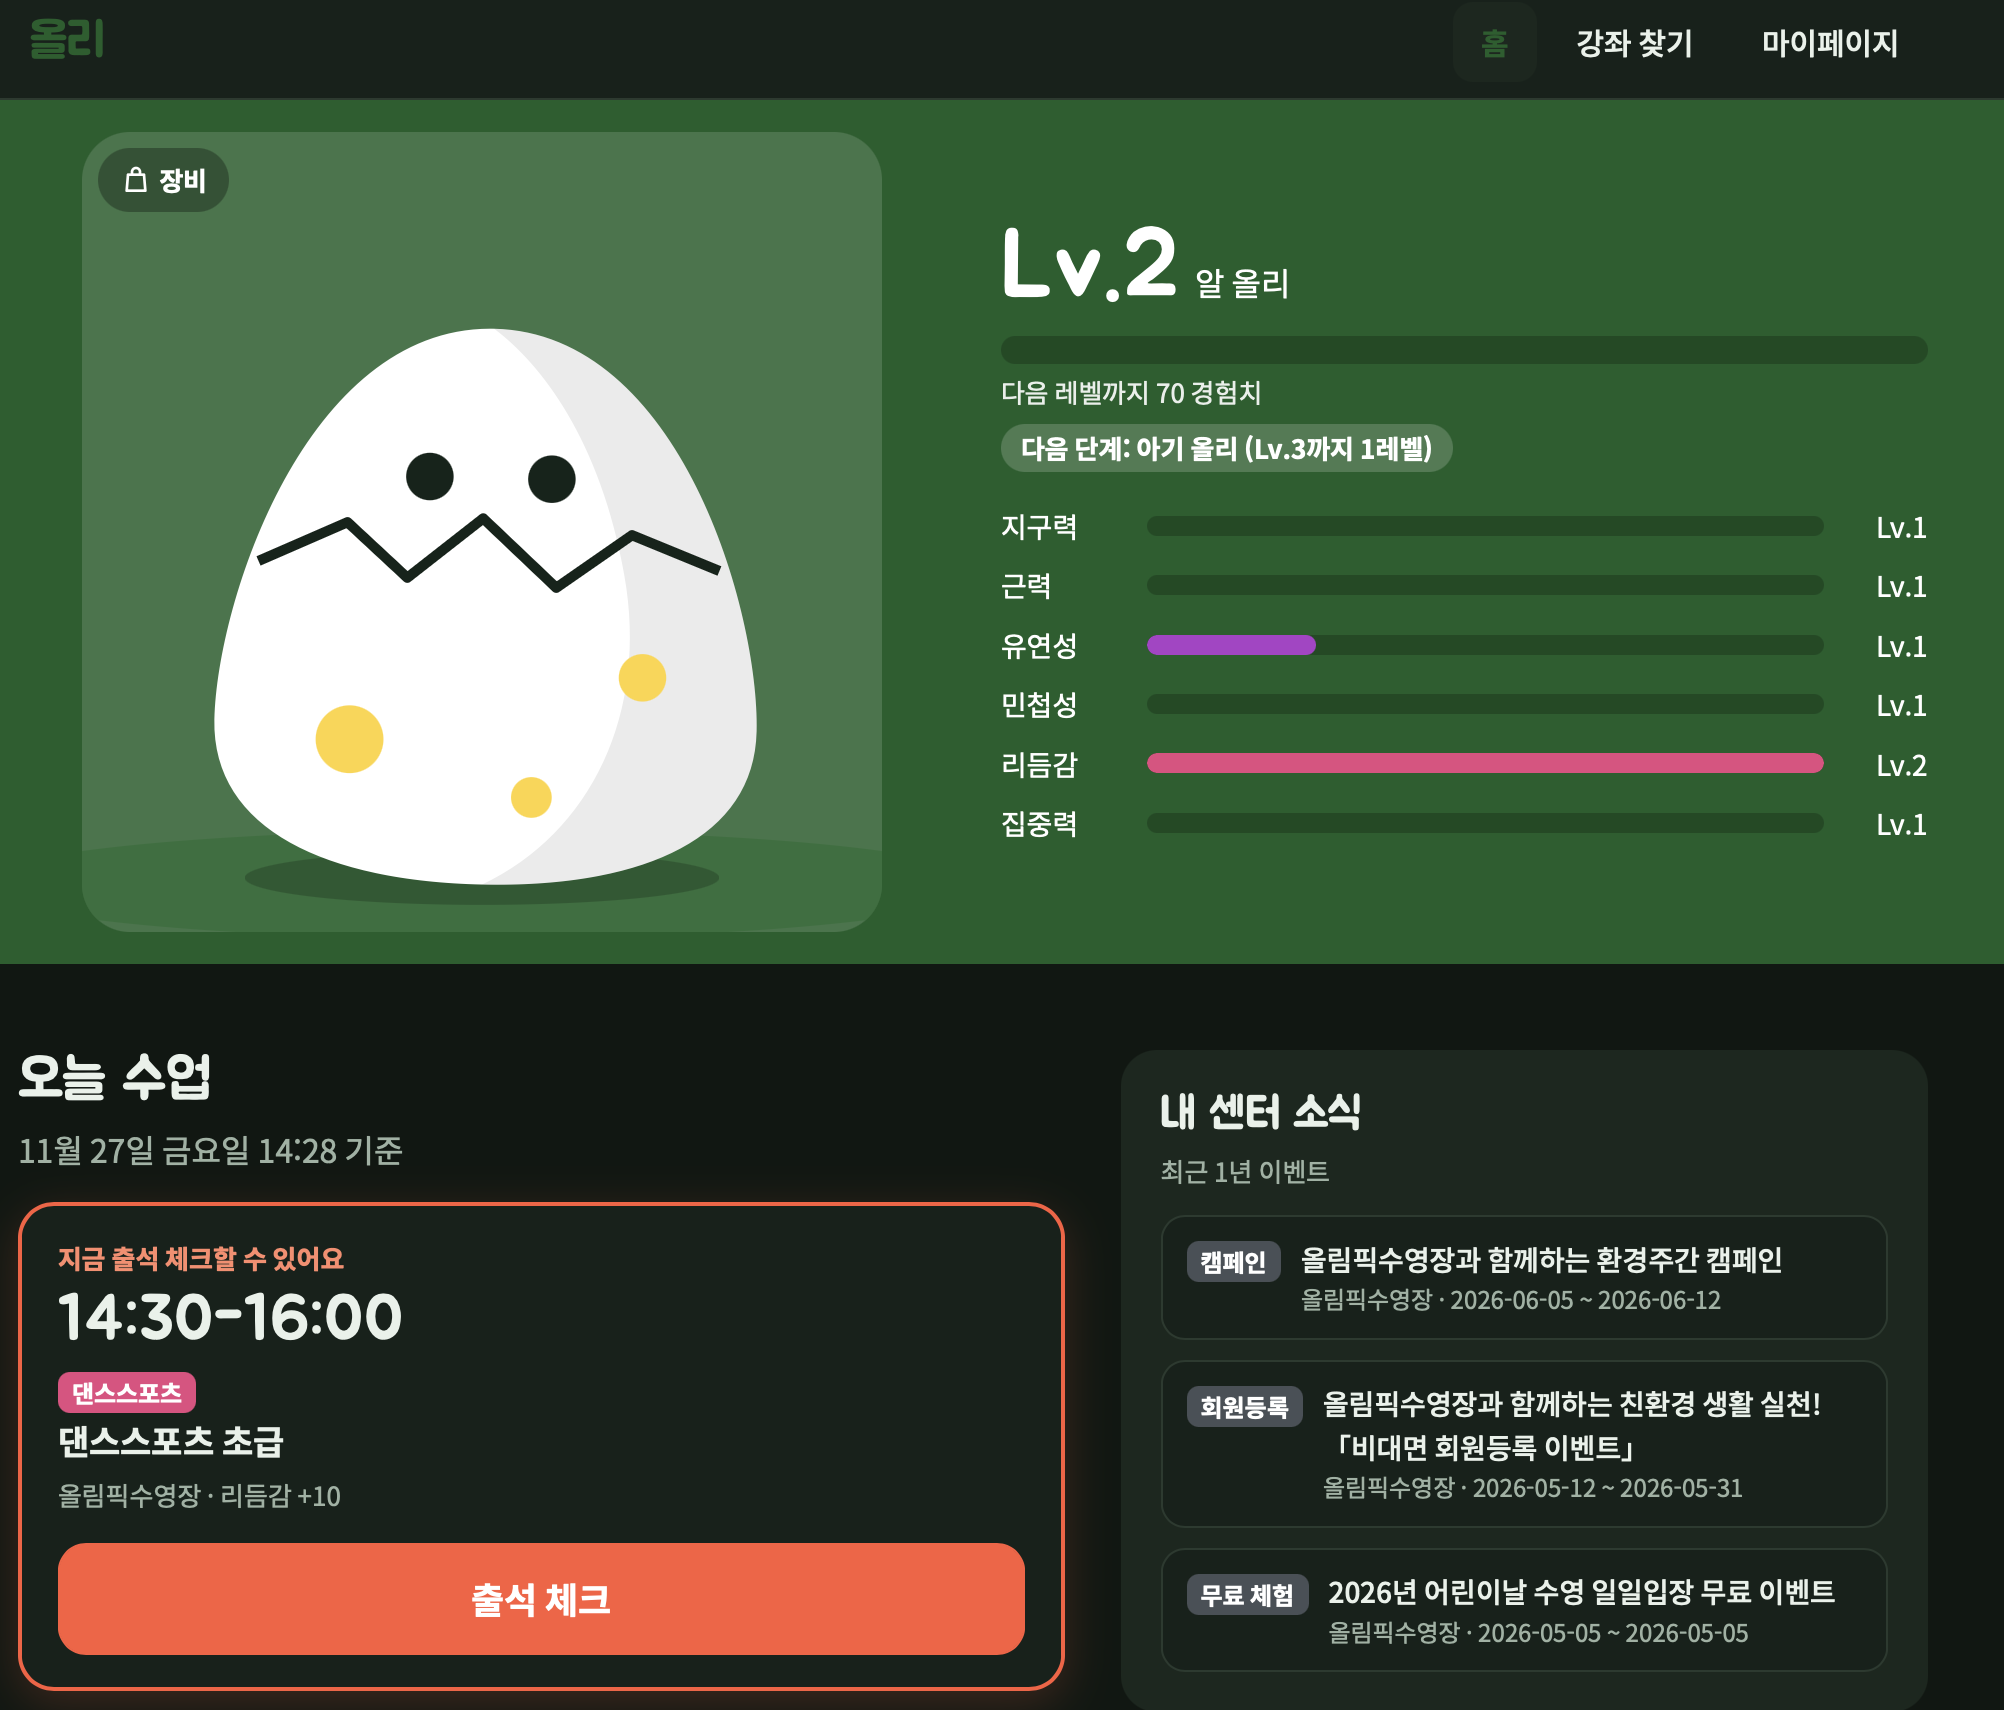 올리
홈 강좌 찾기 마이페이지
장비
Lv.2 알 올리
다음 레벨까지 70 경험치
다음 단계: 아기 올리 (Lv.3까지 1레벨)
지구력 Lv.1
근력 Lv.1
유연성 Lv.1
민첩성 Lv.1
리듬감 Lv.2
집중력 Lv.1
오늘 수업
11월 27일 금요일 14:28 기준
지금 출석 체크할 수 있어요
14:30-16:00
댄스스포츠
댄스스포츠 초급
올림픽수영장 · 리듬감 +10
출석 체크
내 센터 소식
최근 1년 이벤트
캠페인 올림픽수영장과 함께하는 환경주간 캠페인
올림픽수영장 · 2026-06-05 ~ 2026-06-12
회원등록 올림픽수영장과 함께하는 친환경 생활 실천!
「비대면 회원등록 이벤트」
올림픽수영장 · 2026-05-12 ~ 2026-05-31
무료 체험 2026년 어린이날 수영 일일입장 무료 이벤트
올림픽수영장 · 2026-05-05 ~ 2026-05-05